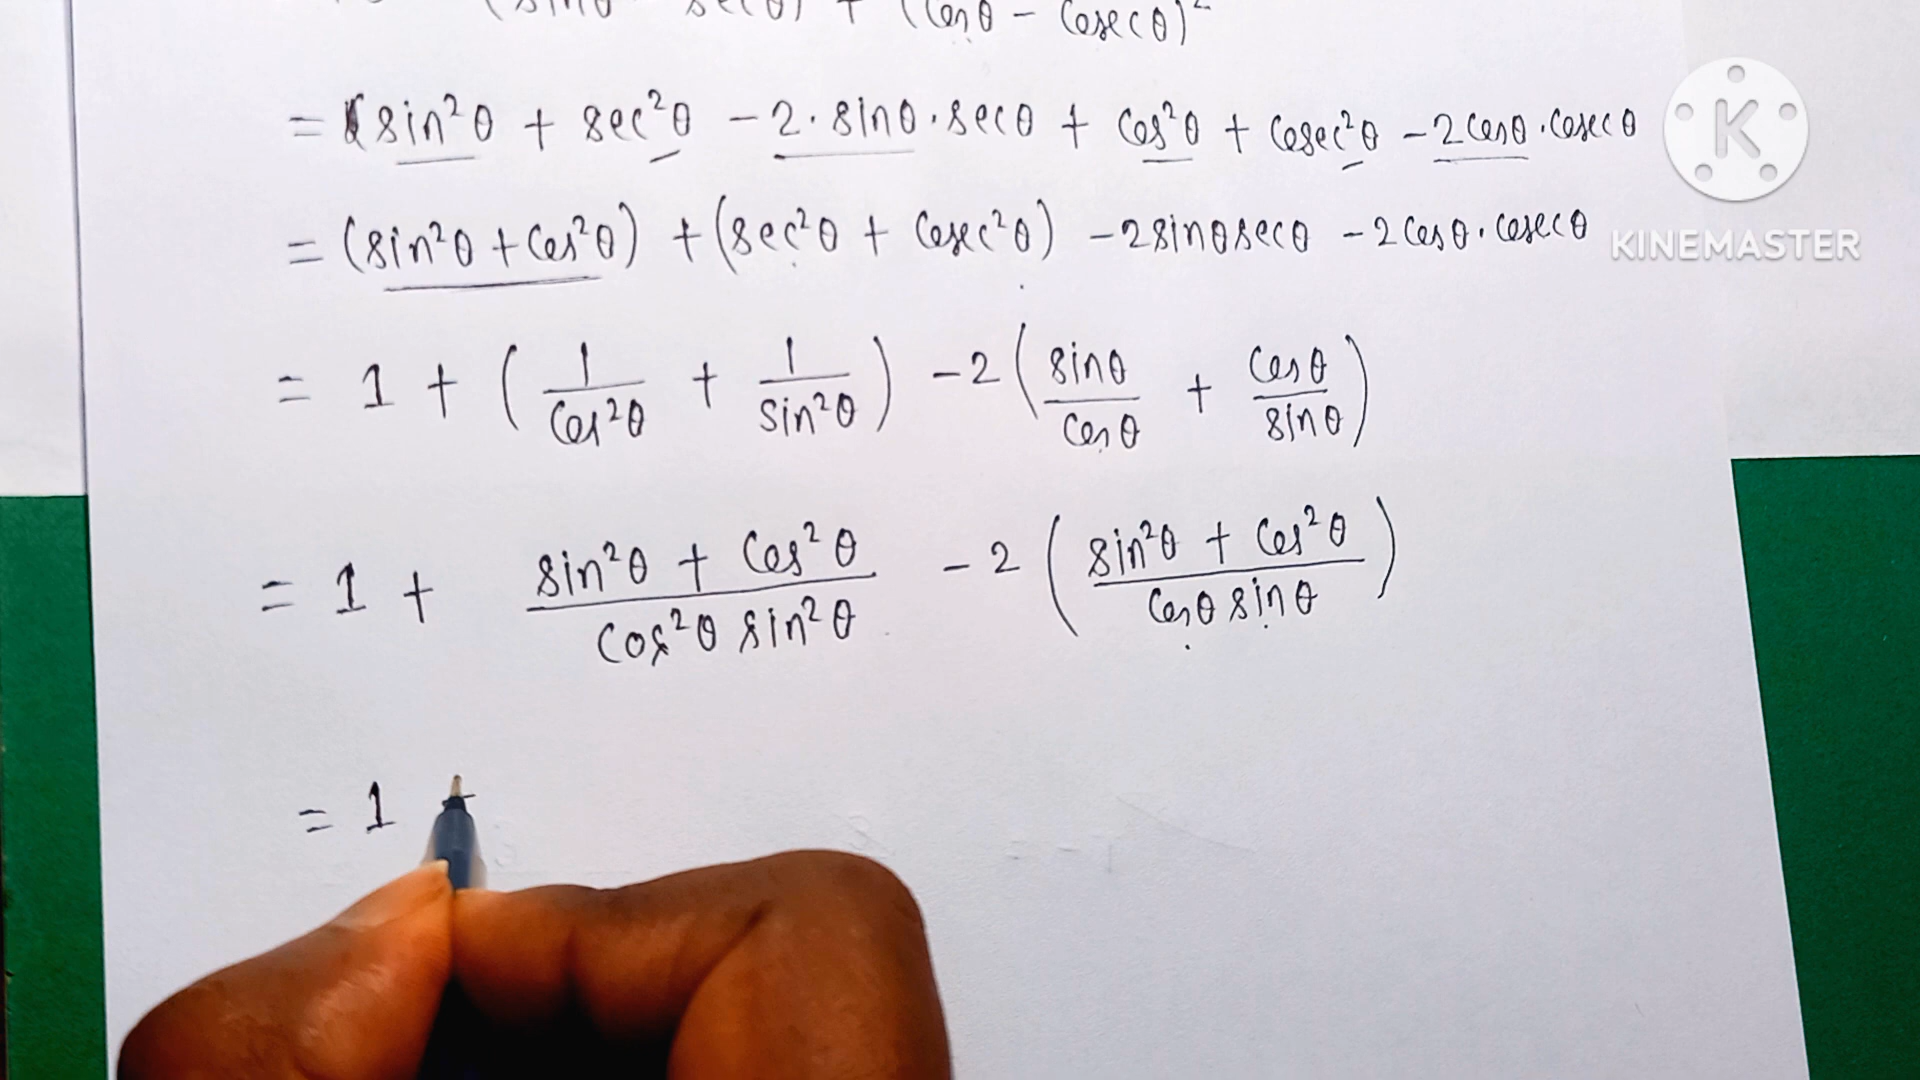 (sinθ - secθ) + (cosθ - cosecθ)²
= (sin²θ + sec²θ - 2·sinθ·secθ + cos²θ + cosec²θ - 2cosθ·cosecθ
= (sin²θ + cos²θ) + (sec²θ + cosec²θ) - 2sinθsecθ - 2cosθ·cosecθ
KINEMASTER
= 1 + (1/cos²θ + 1/sin²θ) - 2(sinθ/cosθ + cosθ/sinθ)
= 1 + sin²θ + cos²θ/cos²θ sin²θ - 2(sin²θ + cos²θ/cosθ sinθ)
= 1 +